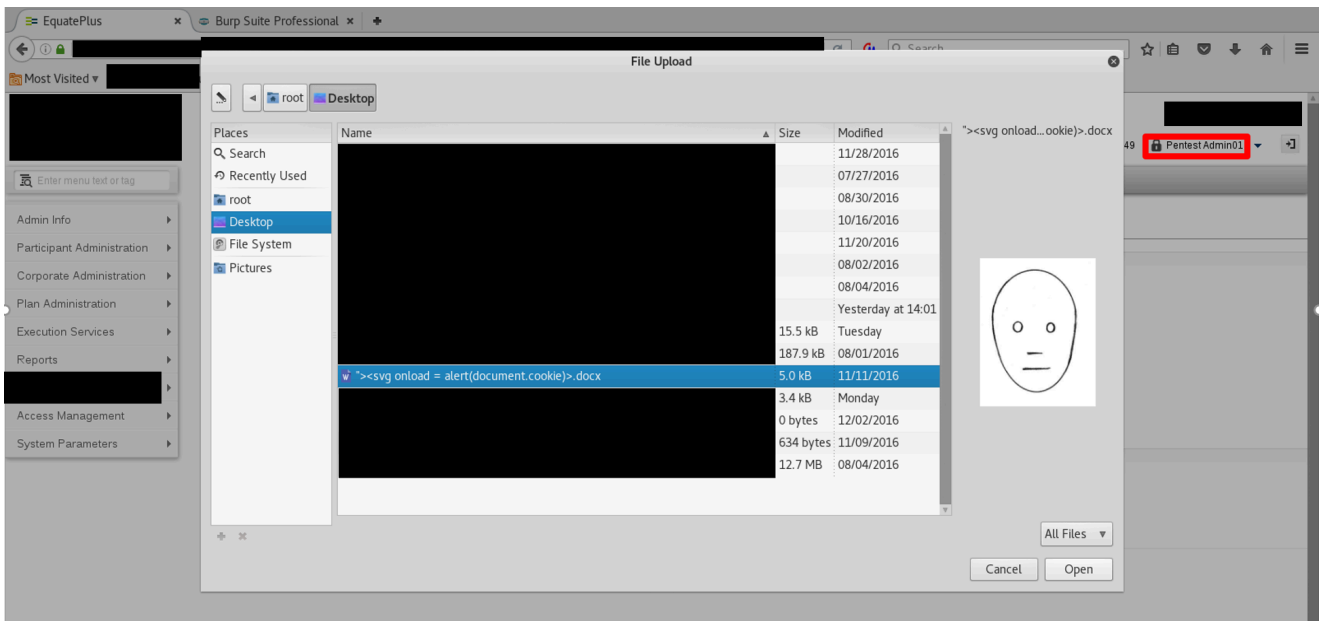 EquatePlus
Burp Suite Professional
Search
Most Visited
File Upload
root
Desktop
Places
Name
Size
Modified
"><svg onload...ookie)>.docx
49
Pentest Admin01
Search
11/28/2016
Recently Used
07/27/2016
Enter menu text or tag
root
08/30/2016
Admin Info
Desktop
10/16/2016
File System
11/20/2016
Participant Administration
Pictures
08/02/2016
Corporate Administration
08/04/2016
Plan Administration
Yesterday at 14:01
Execution Services
15.5 kB
Tuesday
Reports
187.9 kB
08/01/2016
"><svg onload = alert(document.cookie)>.docx
5.0 kB
11/11/2016
3.4 kB
Monday
Access Management
0 bytes
12/02/2016
System Parameters
634 bytes
11/09/2016
12.7 MB
08/04/2016
All Files
Cancel
Open